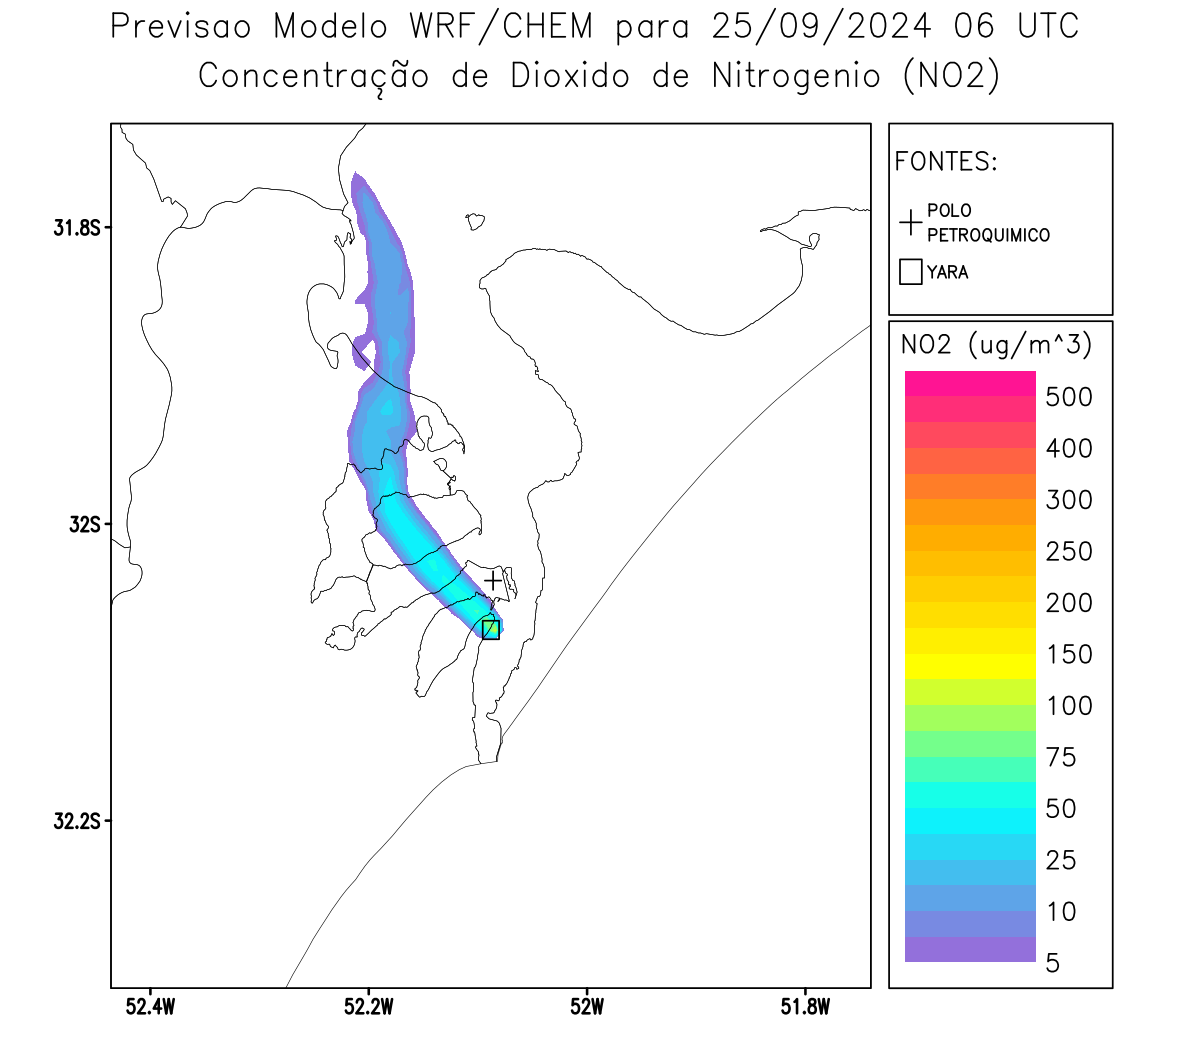 Previsao Modelo WRF/CHEM para 25/09/2024 06 UTC
Concentração de Dioxido de Nitrogenio (NO2)
FONTES:
POLO
PETROQUIMICO
YARA
NO2 (ug/m^3)
500
400
300
250
200
150
100
75
50
25
10
5
31.8S
32S
32.2S
52.4W
52.2W
52W
51.8W